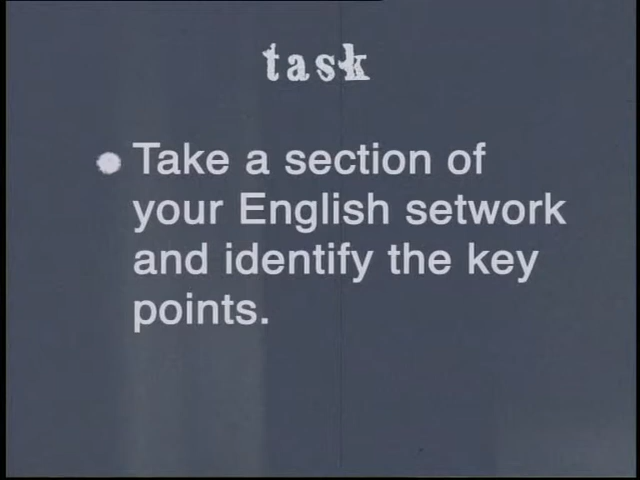 task
Take a section of
your English setwork
and identify the key
points.